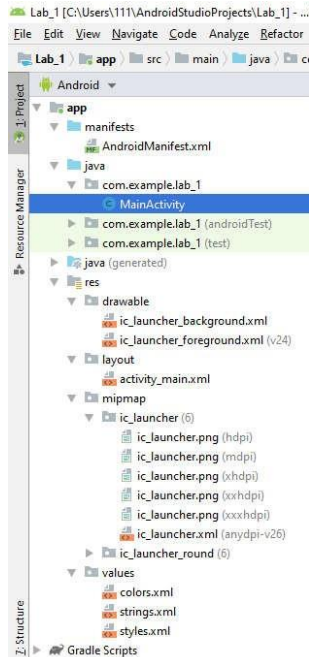 Lab_1 [C:\Users\111\AndroidStudioProjects\Lab_1] - ...
File Edit View Navigate Code Analyze Refactor
Lab_1 app src main java co
Android
1: Project
Resource Manager
7: Structure
app
manifests
AndroidManifest.xml
java
com.example.lab_1
MainActivity
com.example.lab_1 (androidTest)
com.example.lab_1 (test)
java (generated)
res
drawable
ic_launcher_background.xml
ic_launcher_foreground.xml (v24)
layout
activity_main.xml
mipmap
ic_launcher (6)
ic_launcher.png (hdpi)
ic_launcher.png (mdpi)
ic_launcher.png (xhdpi)
ic_launcher.png (xxhdpi)
ic_launcher.png (xxxhdpi)
ic_launcher.xml (anydpi-v26)
ic_launcher_round (6)
values
colors.xml
strings.xml
styles.xml
Gradle Scripts